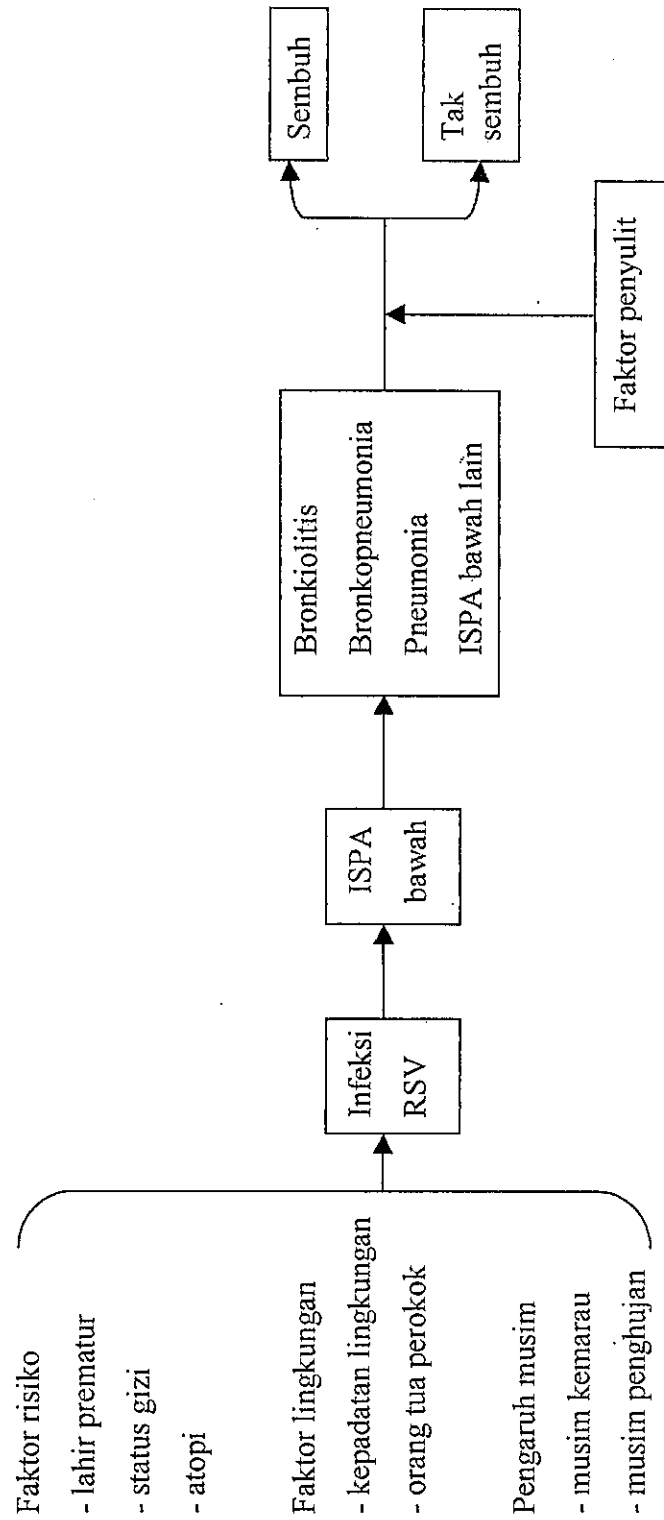 Faktor risiko
- lahir prematur
- status gizi
- atopi
Faktor lingkungan
- kepadatan lingkungan
- orang tua perokok
Pengaruh musim
- musim kemarau
- musim penghujan
Infeksi
RSV
ISPA
bawah
Bronkiolitis
Bronkopneumonia
Pneumonia
ISPA bawah lain
Faktor penyulit
Sembuh
Tak
sembuh